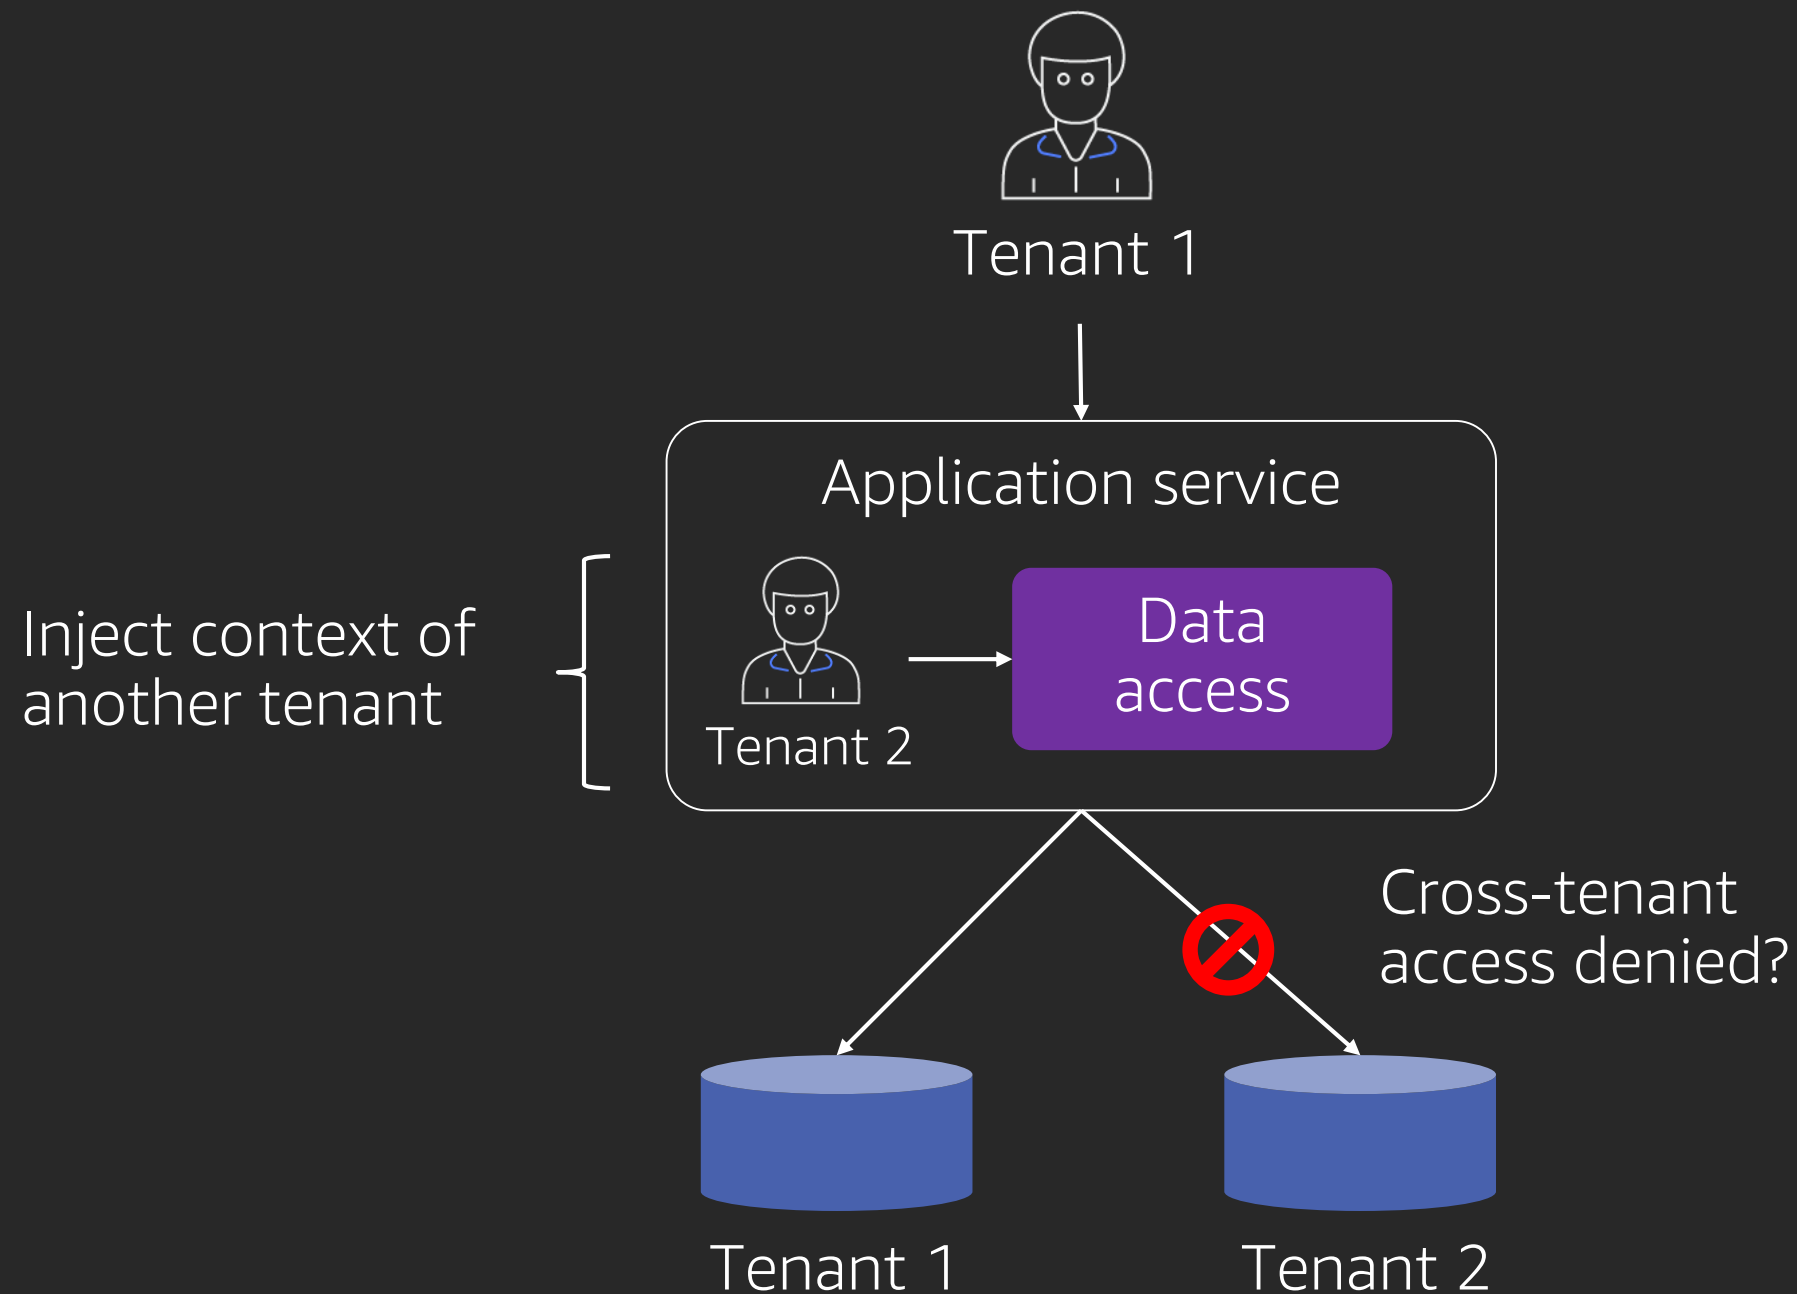 Tenant 1
Application service
Inject context of
another tenant
Tenant 2
Data
access
Cross-tenant
access denied?
Tenant 1
Tenant 2